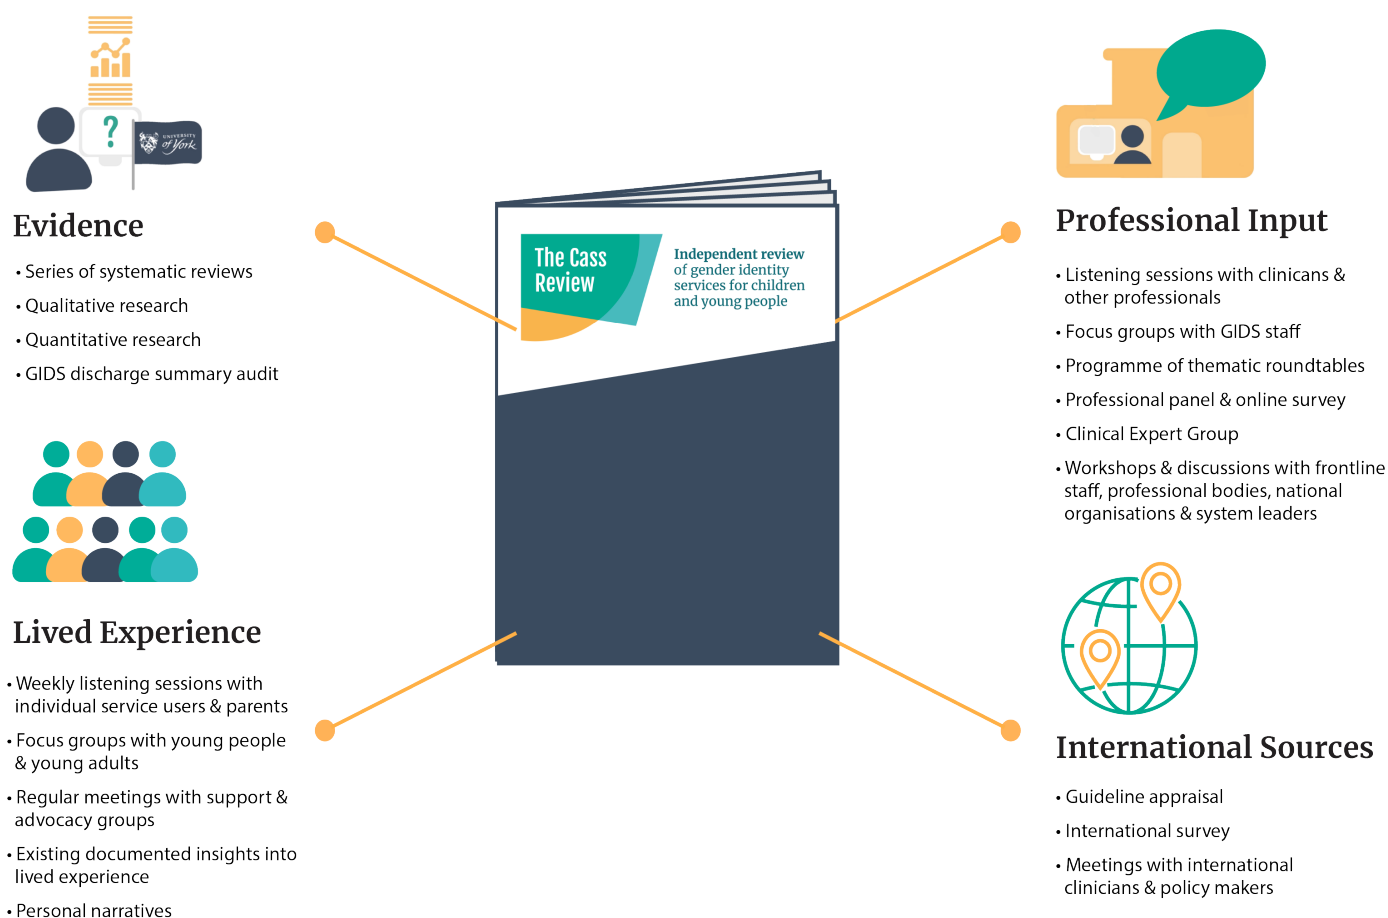 ?
UNIVERSITY
of York
Evidence
• Series of systematic reviews
• Qualitative research
• Quantitative research
• GIDS discharge summary audit
Lived Experience
• Weekly listening sessions with
individual service users & parents
• Focus groups with young people
& young adults
• Regular meetings with support &
advocacy groups
• Existing documented insights into
lived experience
• Personal narratives
The Cass
Review
Independent review
of gender identity
services for children
and young people
Professional Input
• Listening sessions with clinicans &
other professionals
• Focus groups with GIDS staff
• Programme of thematic roundtables
• Professional panel & online survey
• Clinical Expert Group
• Workshops & discussions with frontline
staff, professional bodies, national
organisations & system leaders
International Sources
• Guideline appraisal
• International survey
• Meetings with international
clinicians & policy makers